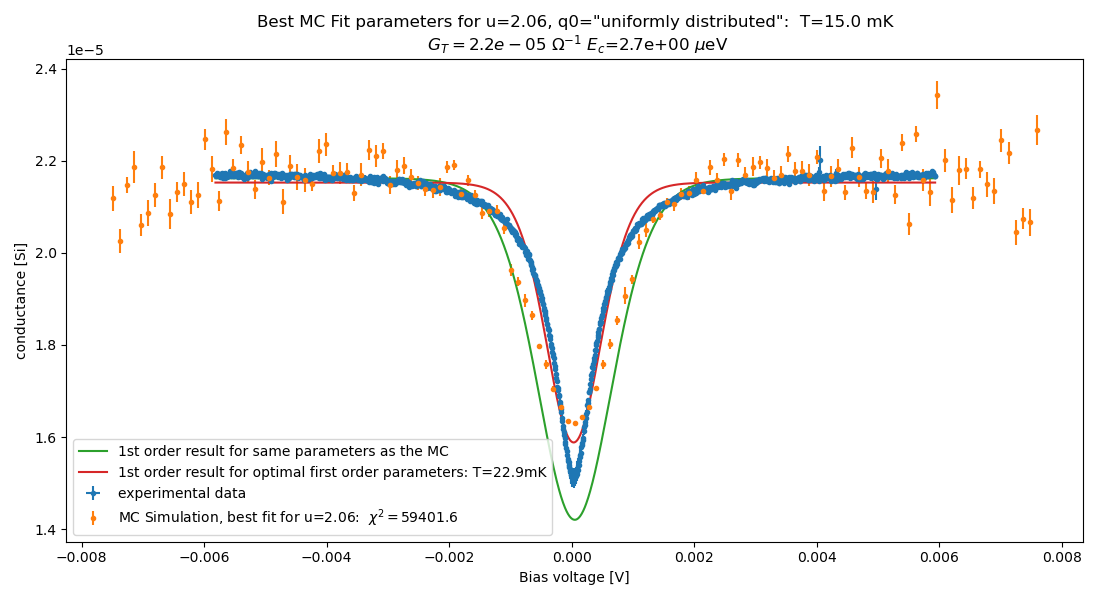 Best MC Fit parameters for u=2.06, q0="uniformly distributed":  T=15.0 mK
G_T = 2.2e − 05 Ω⁻¹ E_c=2.7e+00 μeV
1e−5
2.4
2.2
2.0
1.8
1.6
1.4
conductance [Si]
1st order result for same parameters as the MC
1st order result for optimal first order parameters: T=22.9mK
experimental data
MC Simulation, best fit for u=2.06:  χ² = 59401.6
−0.008
−0.006
−0.004
−0.002
0.000
0.002
0.004
0.006
0.008
Bias voltage [V]